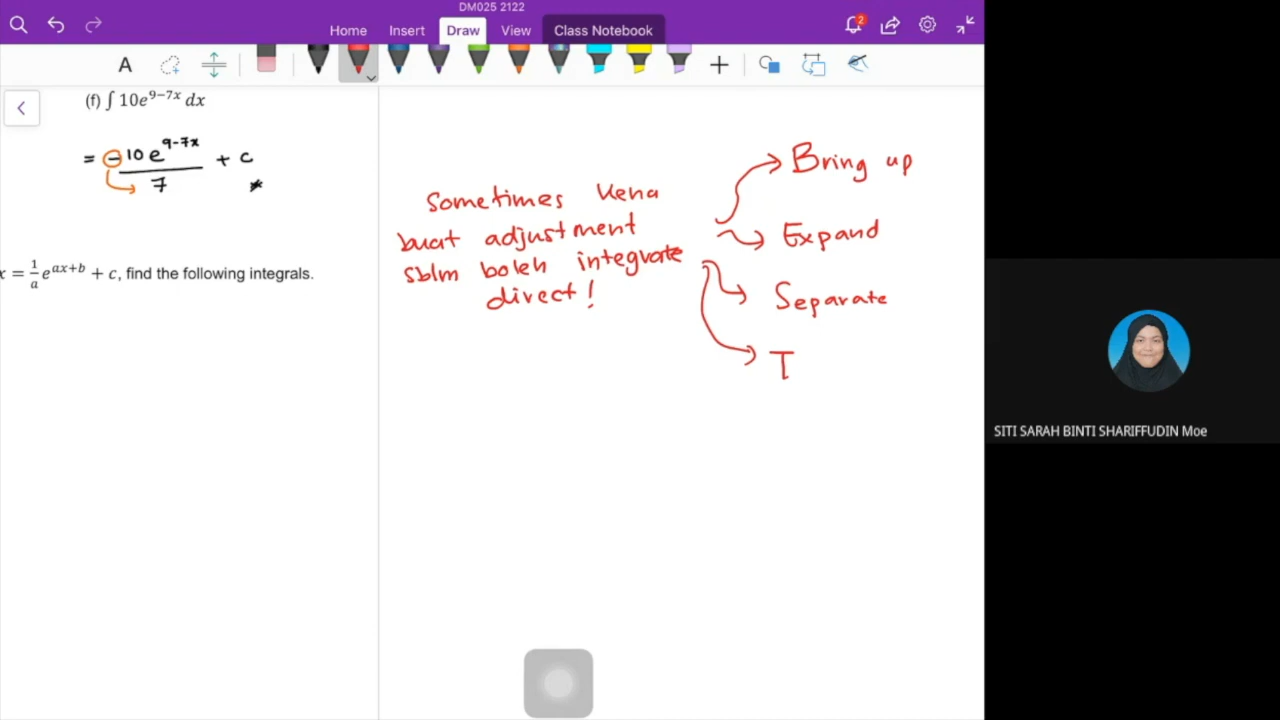 DM025 2122
Home Insert Draw View Class Notebook
2
A
(f) ∫ 10e^{9−7x} dx
= −10e^{9-7x}/7 + c
x = 1/a e^{ax+b} + c, find the following integrals.
Sometimes kena
buat adjustment
sblm boleh integrate
direct!
Bring up
Expand
Separate
T
SITI SARAH BINTI SHARIFFUDIN Moe